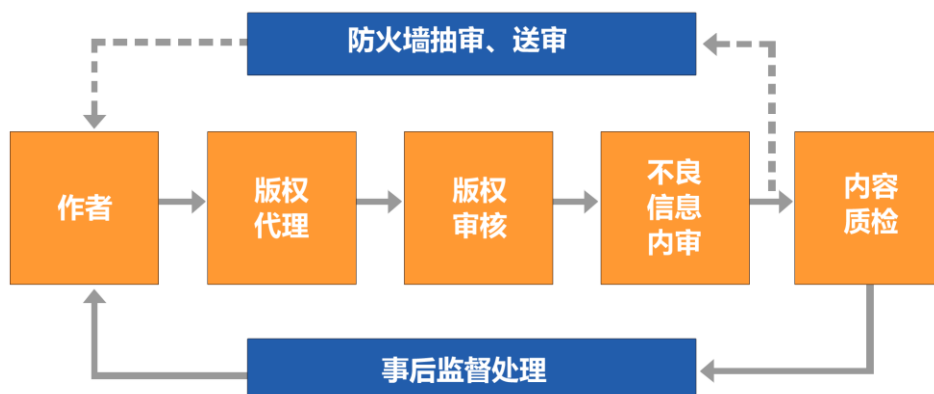 防火墙抽审、送审
作者
版权
代理
版权
审核
不良
信息
内审
内容
质检
事后监督处理